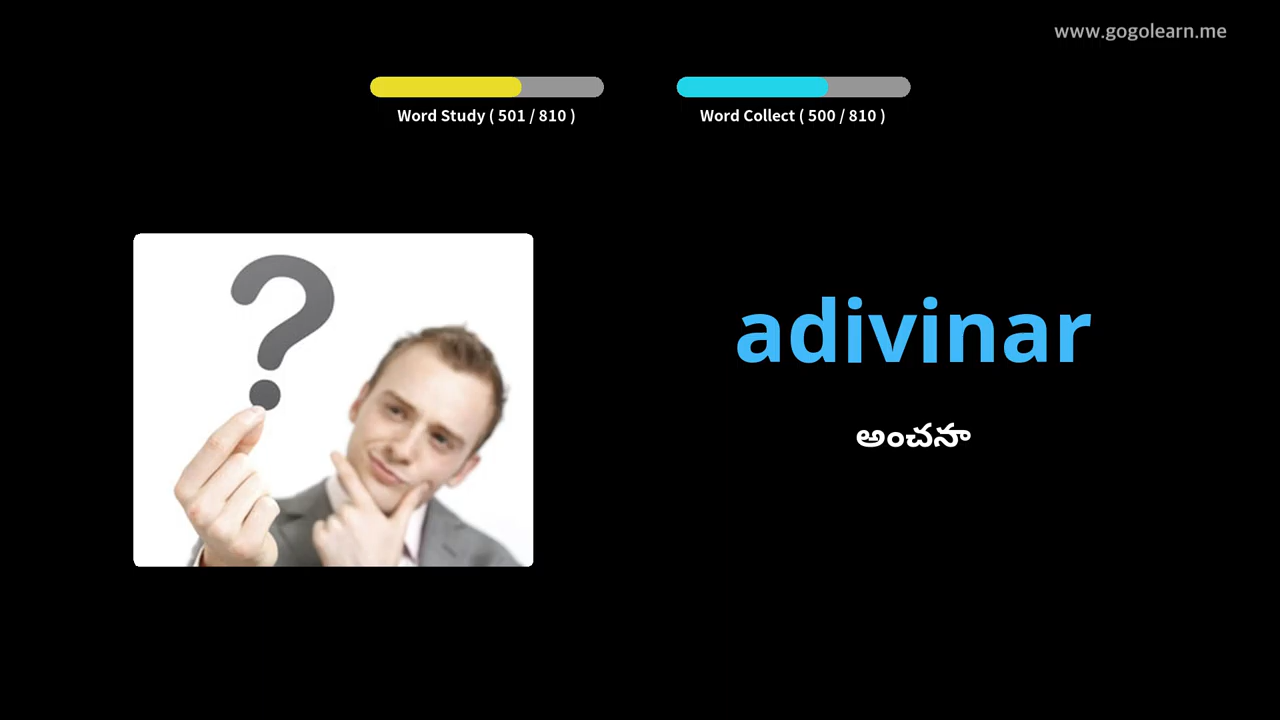 www.gogolearn.me
Word Study ( 501 / 810 )
Word Collect ( 500 / 810 )
?
adivinar
అంచనా